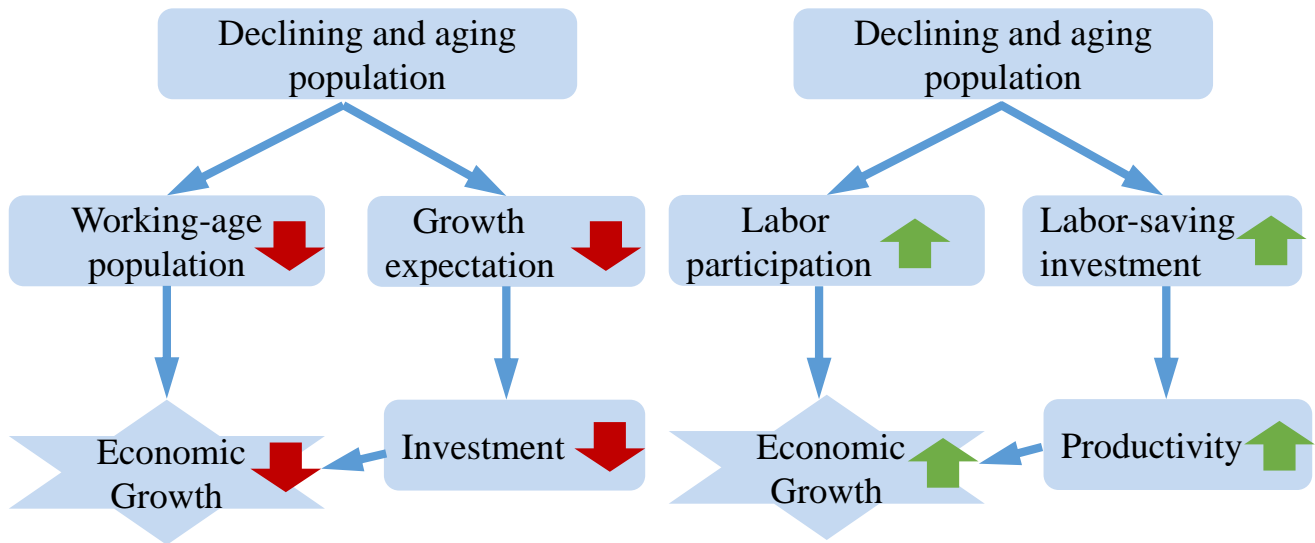 Declining and aging
population
Working-age
population
Growth
expectation
Economic
Growth
Investment
Declining and aging
population
Labor
participation
Labor-saving
investment
Economic
Growth
Productivity